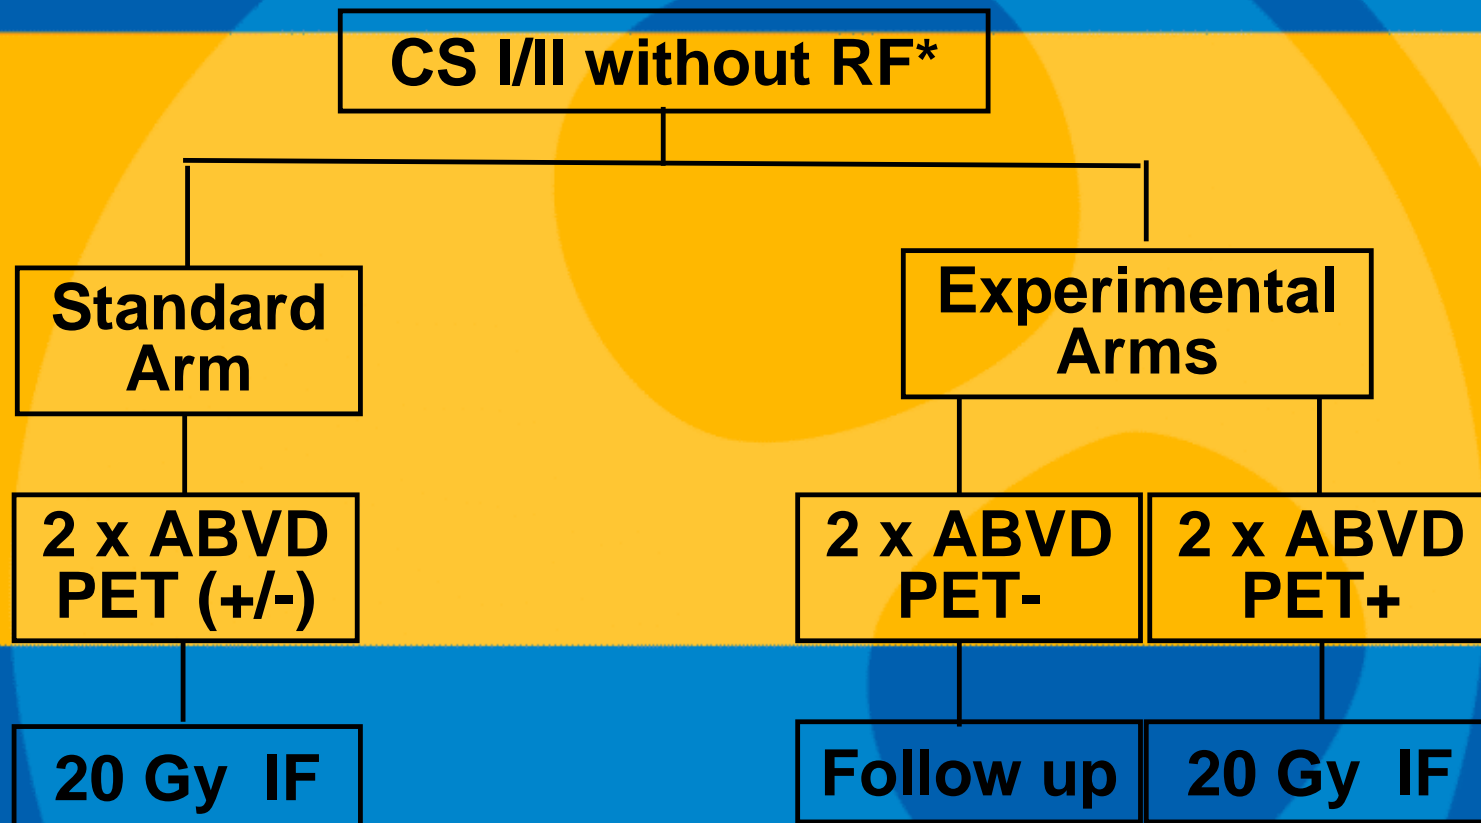 CS I/II without RF*
Standard
Arm
Experimental
Arms
2 x ABVD
PET (+/-)
2 x ABVD
PET-
2 x ABVD
PET+
20 Gy IF
Follow up
20 Gy IF